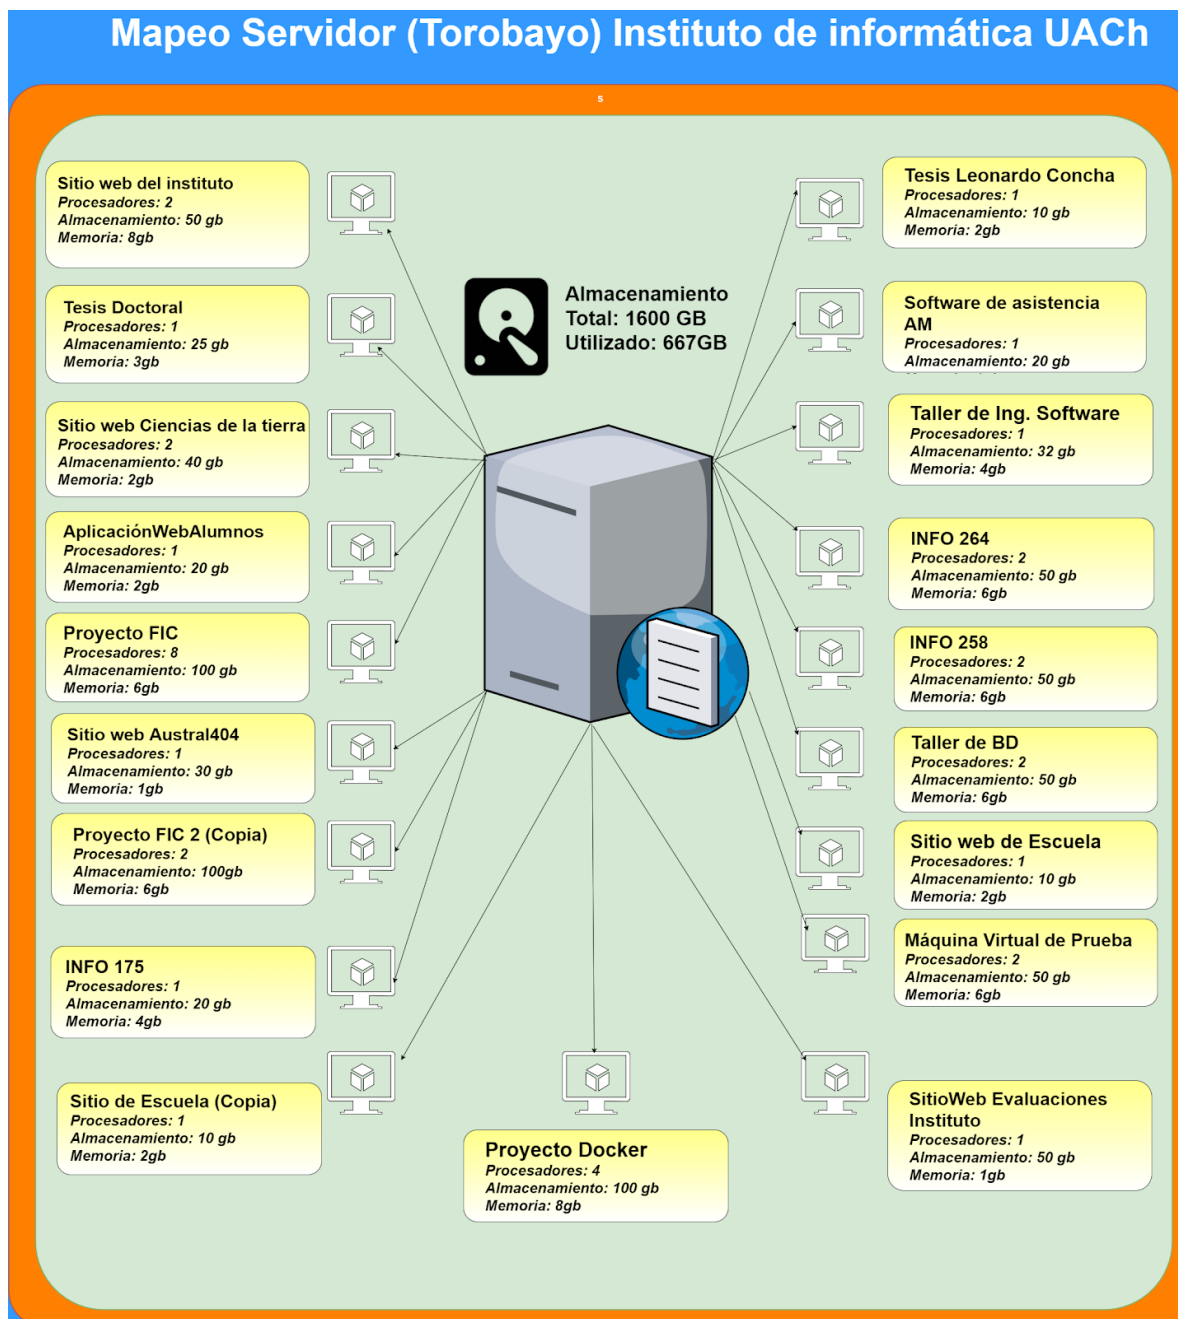 Mapeo Servidor (Torobayo) Instituto de informática UACh
s
Sitio web del instituto
Procesadores: 2
Almacenamiento: 50 gb
Memoria: 8gb
Tesis Doctoral
Procesadores: 1
Almacenamiento: 25 gb
Memoria: 3gb
Sitio web Ciencias de la tierra
Procesadores: 2
Almacenamiento: 40 gb
Memoria: 2gb
AplicaciónWebAlumnos
Procesadores: 1
Almacenamiento: 20 gb
Memoria: 2gb
Proyecto FIC
Procesadores: 8
Almacenamiento: 100 gb
Memoria: 6gb
Sitio web Austral404
Procesadores: 1
Almacenamiento: 30 gb
Memoria: 1gb
Proyecto FIC 2 (Copia)
Procesadores: 2
Almacenamiento: 100gb
Memoria: 6gb
INFO 175
Procesadores: 1
Almacenamiento: 20 gb
Memoria: 4gb
Sitio de Escuela (Copia)
Procesadores: 1
Almacenamiento: 10 gb
Memoria: 2gb
Almacenamiento
Total: 1600 GB
Utilizado: 667GB
Proyecto Docker
Procesadores: 4
Almacenamiento: 100 gb
Memoria: 8gb
Tesis Leonardo Concha
Procesadores: 1
Almacenamiento: 10 gb
Memoria: 2gb
Software de asistencia
AM
Procesadores: 1
Almacenamiento: 20 gb
Taller de Ing. Software
Procesadores: 1
Almacenamiento: 32 gb
Memoria: 4gb
INFO 264
Procesadores: 2
Almacenamiento: 50 gb
Memoria: 6gb
INFO 258
Procesadores: 2
Almacenamiento: 50 gb
Memoria: 6gb
Taller de BD
Procesadores: 2
Almacenamiento: 50 gb
Memoria: 6gb
Sitio web de Escuela
Procesadores: 1
Almacenamiento: 10 gb
Memoria: 2gb
Máquina Virtual de Prueba
Procesadores: 2
Almacenamiento: 50 gb
Memoria: 6gb
SitioWeb Evaluaciones
Instituto
Procesadores: 1
Almacenamiento: 50 gb
Memoria: 1gb